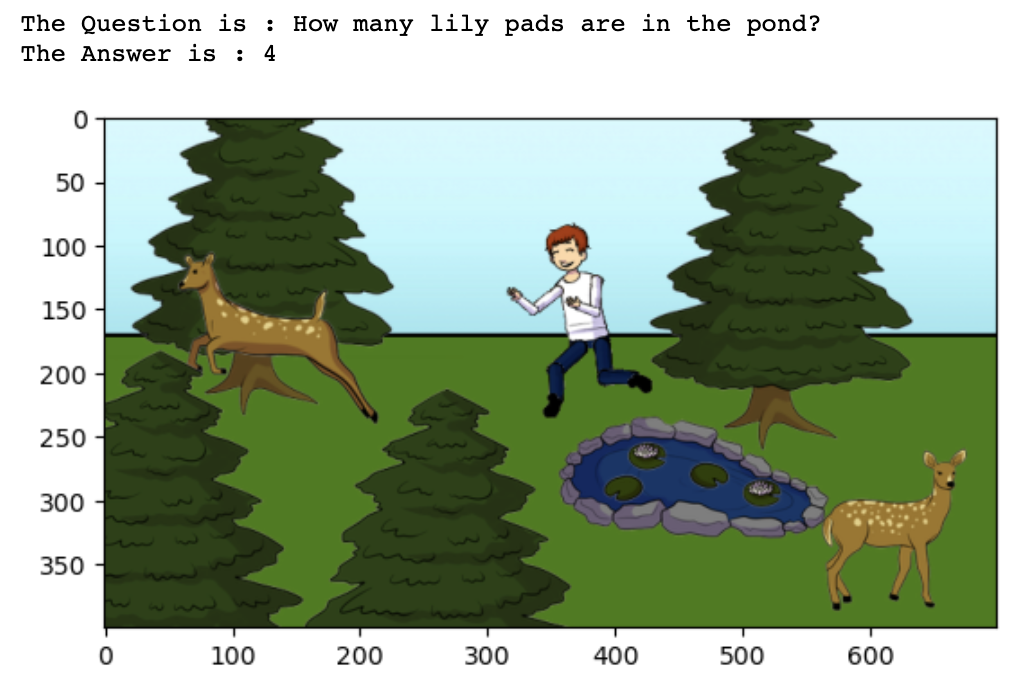 The Question is : How many lily pads are in the pond?
The Answer is : 4
0
50
100
150
200
250
300
350
0 100 200 300 400 500 600